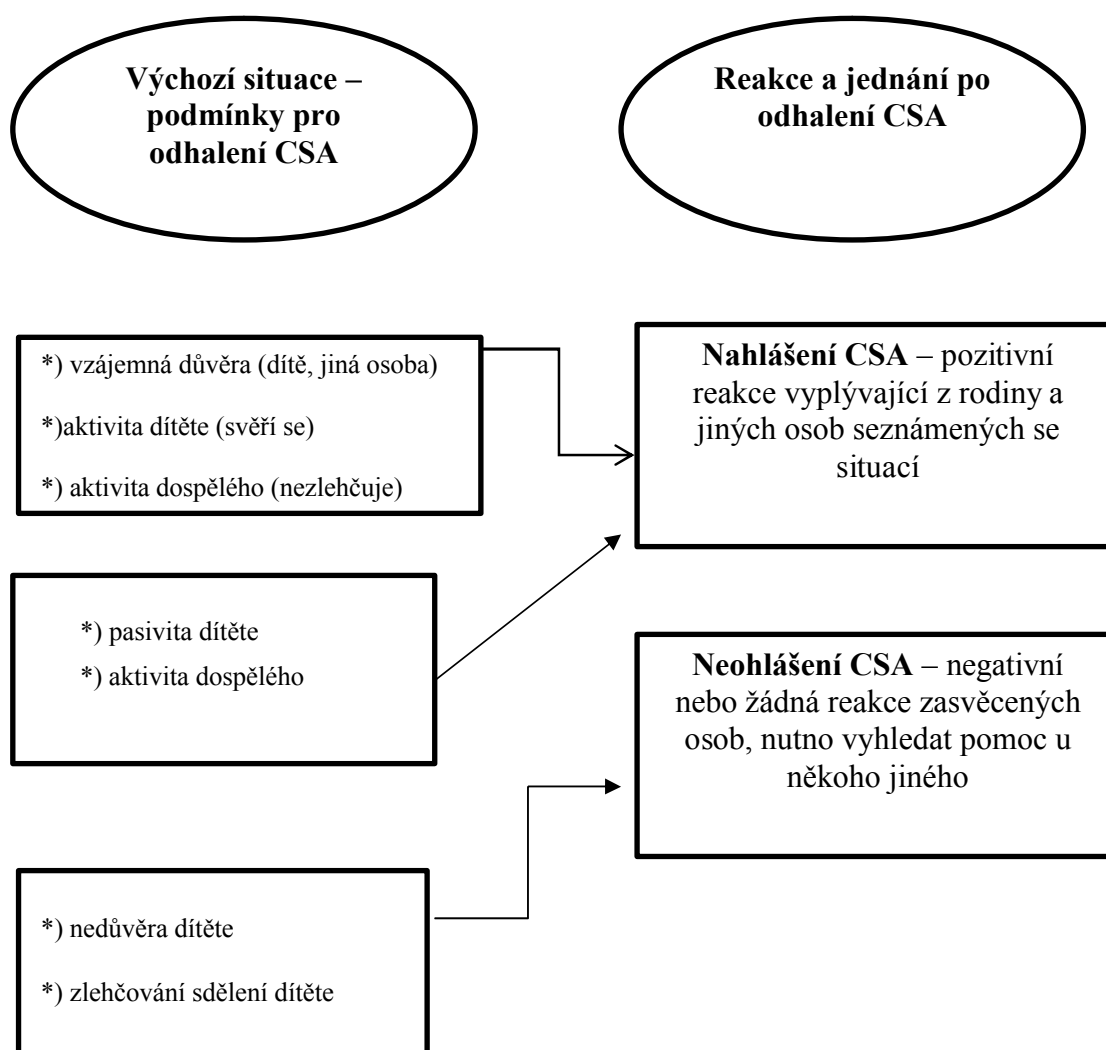 Výchozí situace –
podmínky pro
odhalení CSA
Reakce a jednání po
odhalení CSA
*) vzájemná důvěra (dítě, jiná osoba)
*)aktivita dítěte (svěří se)
*) aktivita dospělého (nezlehčuje)
Nahlášení CSA – pozitivní
reakce vyplývající z rodiny a
jiných osob seznámených se
situací
*) pasivita dítěte
*) aktivita dospělého
Neohlášení CSA – negativní
nebo žádná reakce zasvěcených
osob, nutno vyhledat pomoc u
někoho jiného
*) nedůvěra dítěte
*) zlehčování sdělení dítěte